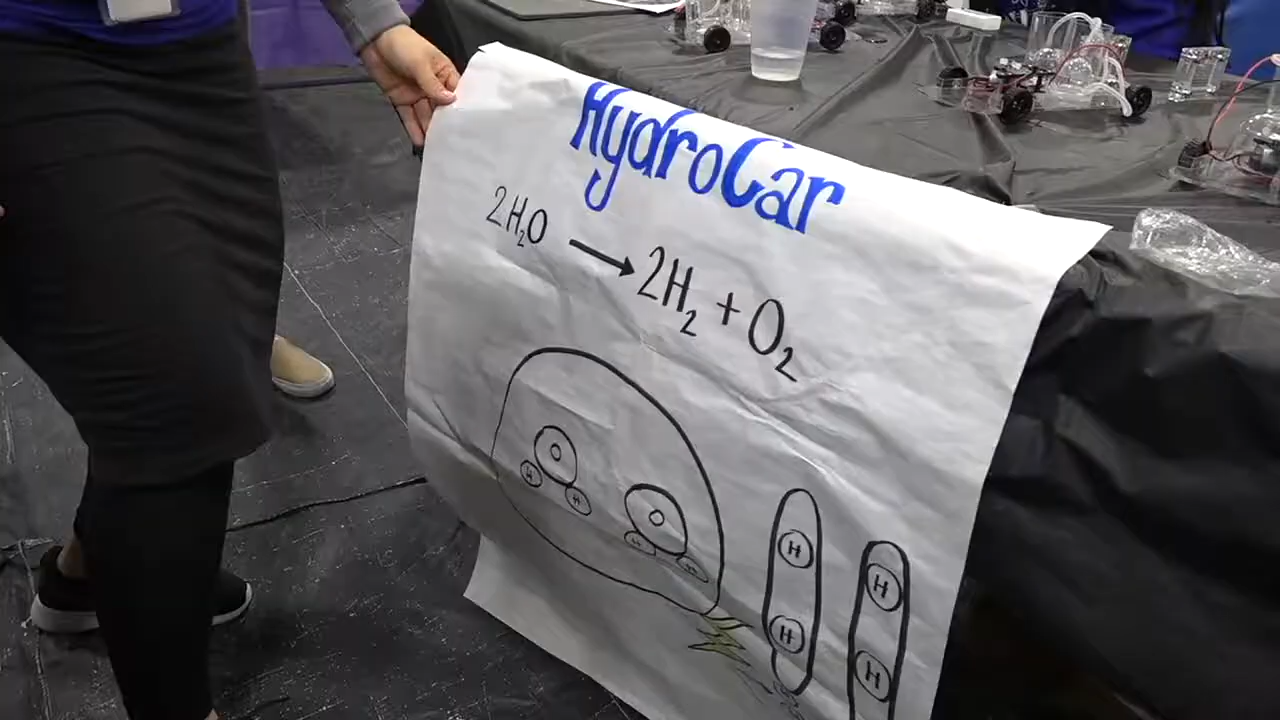 HydroCar
2H₂O → 2H₂ + O₂
O
H H
O
H H
H
H
H
H